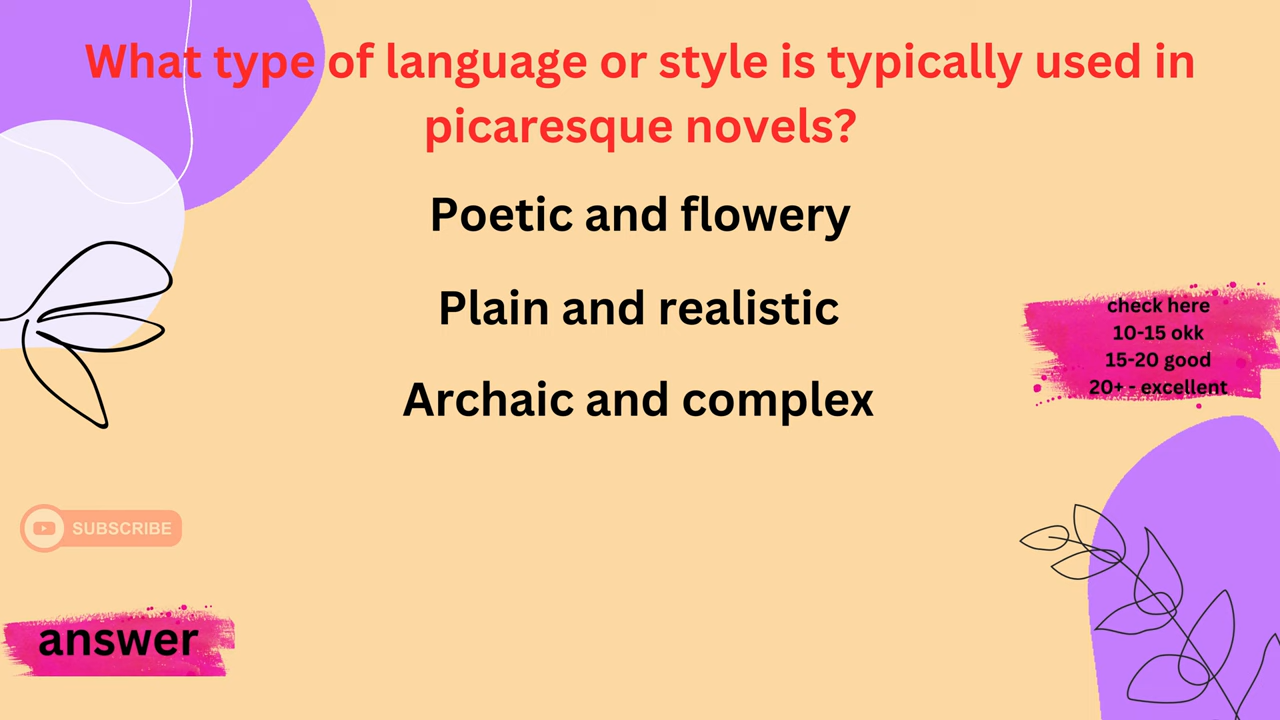 What type of language or style is typically used in
picaresque novels?
Poetic and flowery
Plain and realistic
Archaic and complex
check here
10-15 okk
15-20 good
20+ - excellent
SUBSCRIBE
answer